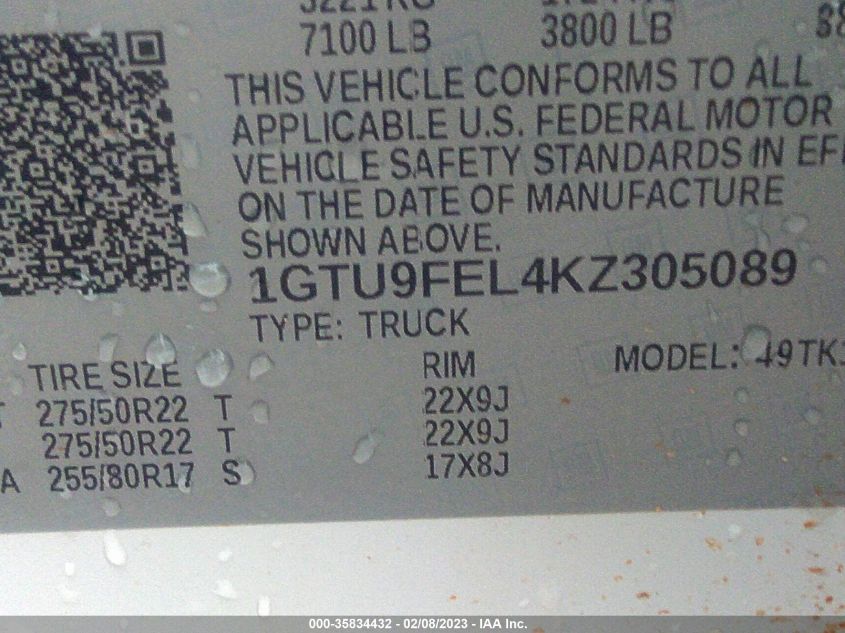 7100 LB 3800 LB
THIS VEHICLE CONFORMS TO ALL
APPLICABLE U.S. FEDERAL MOTOR
VEHICLE SAFETY STANDARDS IN
ON THE DATE OF MANUFACTURE
SHOWN ABOVE.
1GTU9FEL4KZ305089
TYPE: TRUCK
TIRE SIZE RIM MODEL:
275/50R22 T 22X9J
275/50R22 T 22X9J
A 255/80R17 S 17X8J
000-35834432 - 02/08/2023 - IAA Inc.